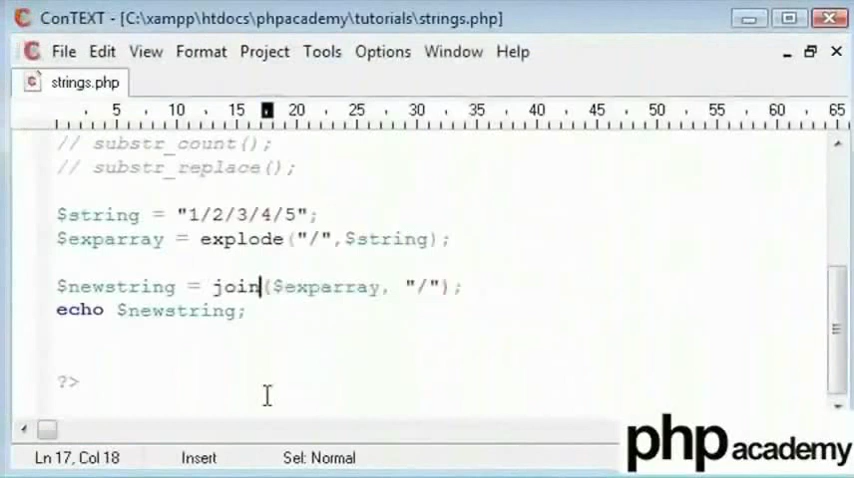 ConTEXT - [C:\xampp\htdocs\phpacademy\tutorials\strings.php]
File Edit View Format Project Tools Options Window Help
strings.php
5 10 15 20 25 30 35 40 45 50 55 60 65
// substr_count();
// substr_replace();
$string = "1/2/3/4/5";
$exparray = explode("/",$string);
$newstring = join($exparray, "/");
echo $newstring;
?>
Ln 17, Col 18 Insert Sel: Normal
php academy